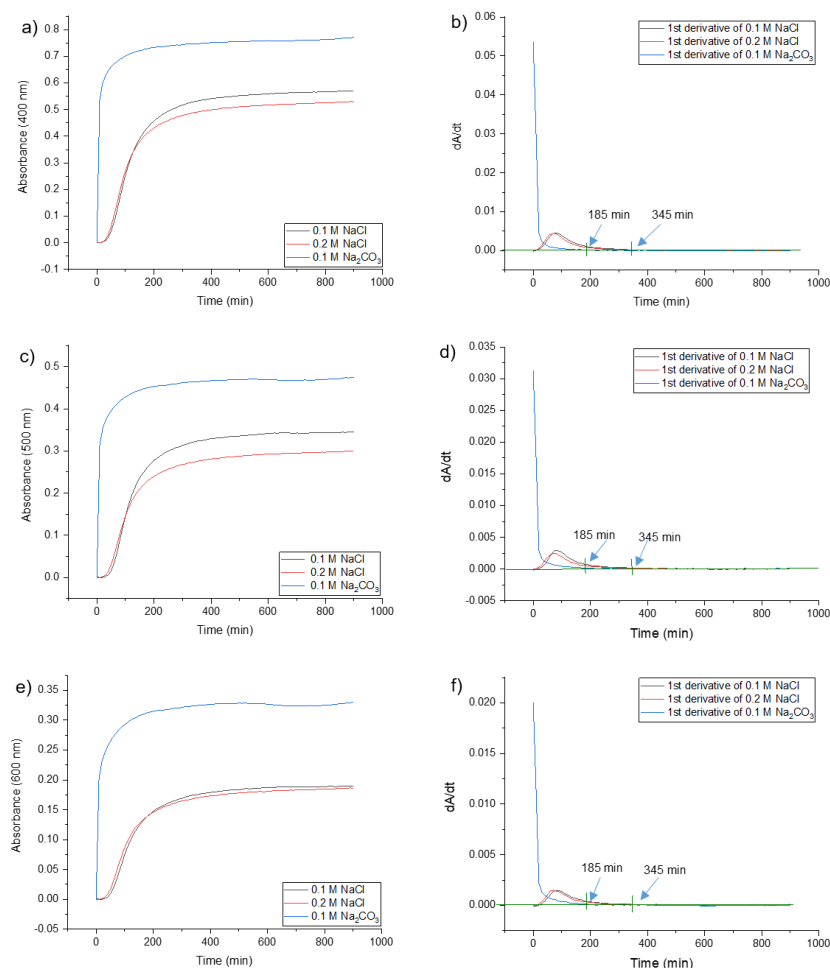 a)
0.8
0.7
0.6
0.5
0.4
0.3
0.2
0.1
0.0
-0.1
Absorbance (400 nm)
0.1 M NaCl
0.2 M NaCl
0.1 M Na₂CO₃
0 200 400 600 800 1000
Time (min)
b)
0.06
0.05
0.04
0.03
0.02
0.01
0.00
dA/dt
1st derivative of 0.1 M NaCl
1st derivative of 0.2 M NaCl
1st derivative of 0.1 M Na₂CO₃
185 min
345 min
-200 0 200 400 600 800 1000
Time (min)
c)
0.5
0.4
0.3
0.2
0.1
0.0
Absorbance (500 nm)
0.1 M NaCl
0.2 M NaCl
0.1 M Na₂CO₃
-200 0 200 400 600 800 1000
Time (min)
d)
0.035
0.030
0.025
0.020
0.015
0.010
0.005
0.000
-0.005
dA/dt
1st derivative of 0.1 M NaCl
1st derivative of 0.2 M NaCl
1st derivative of 0.1 M Na₂CO₃
185 min
345 min
-100 0 200 400 600 800 1000
Time (min)
e)
0.35
0.30
0.25
0.20
0.15
0.10
0.05
0.00
-0.05
Absorbance (600 nm)
0.1 M NaCl
0.2 M NaCl
0.1 M Na₂CO₃
0 200 400 600 800 1000
Time (min)
f)
0.020
0.015
0.010
0.005
0.000
dA/dt
1st derivative of 0.1 M NaCl
1st derivative of 0.2 M NaCl
1st derivative of 0.1 M Na₂CO₃
185 min
345 min
0 200 400 600 800 1000
Time (min)